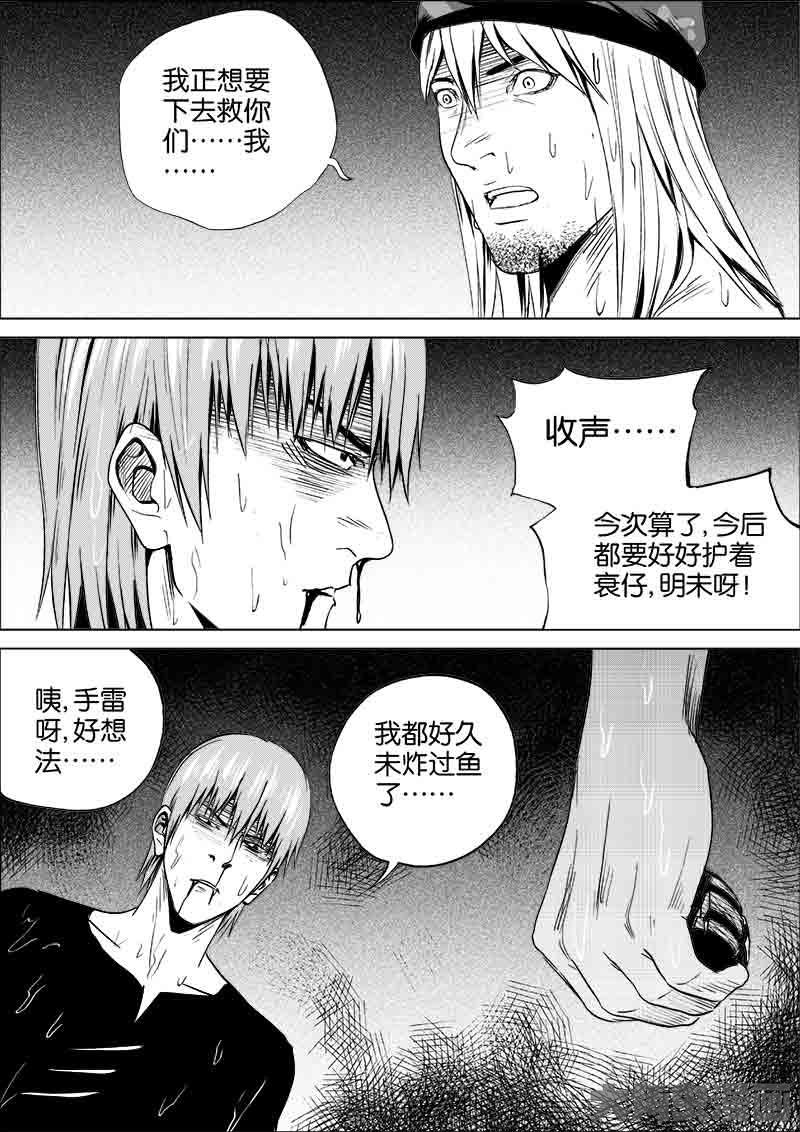 我正想要
下去救你
们……我
……
收声……
今次算了,今后
都要好好护着
衰仔,明未呀!
咦,手雷
呀,好想
法……
我都好久
未炸过鱼
了……